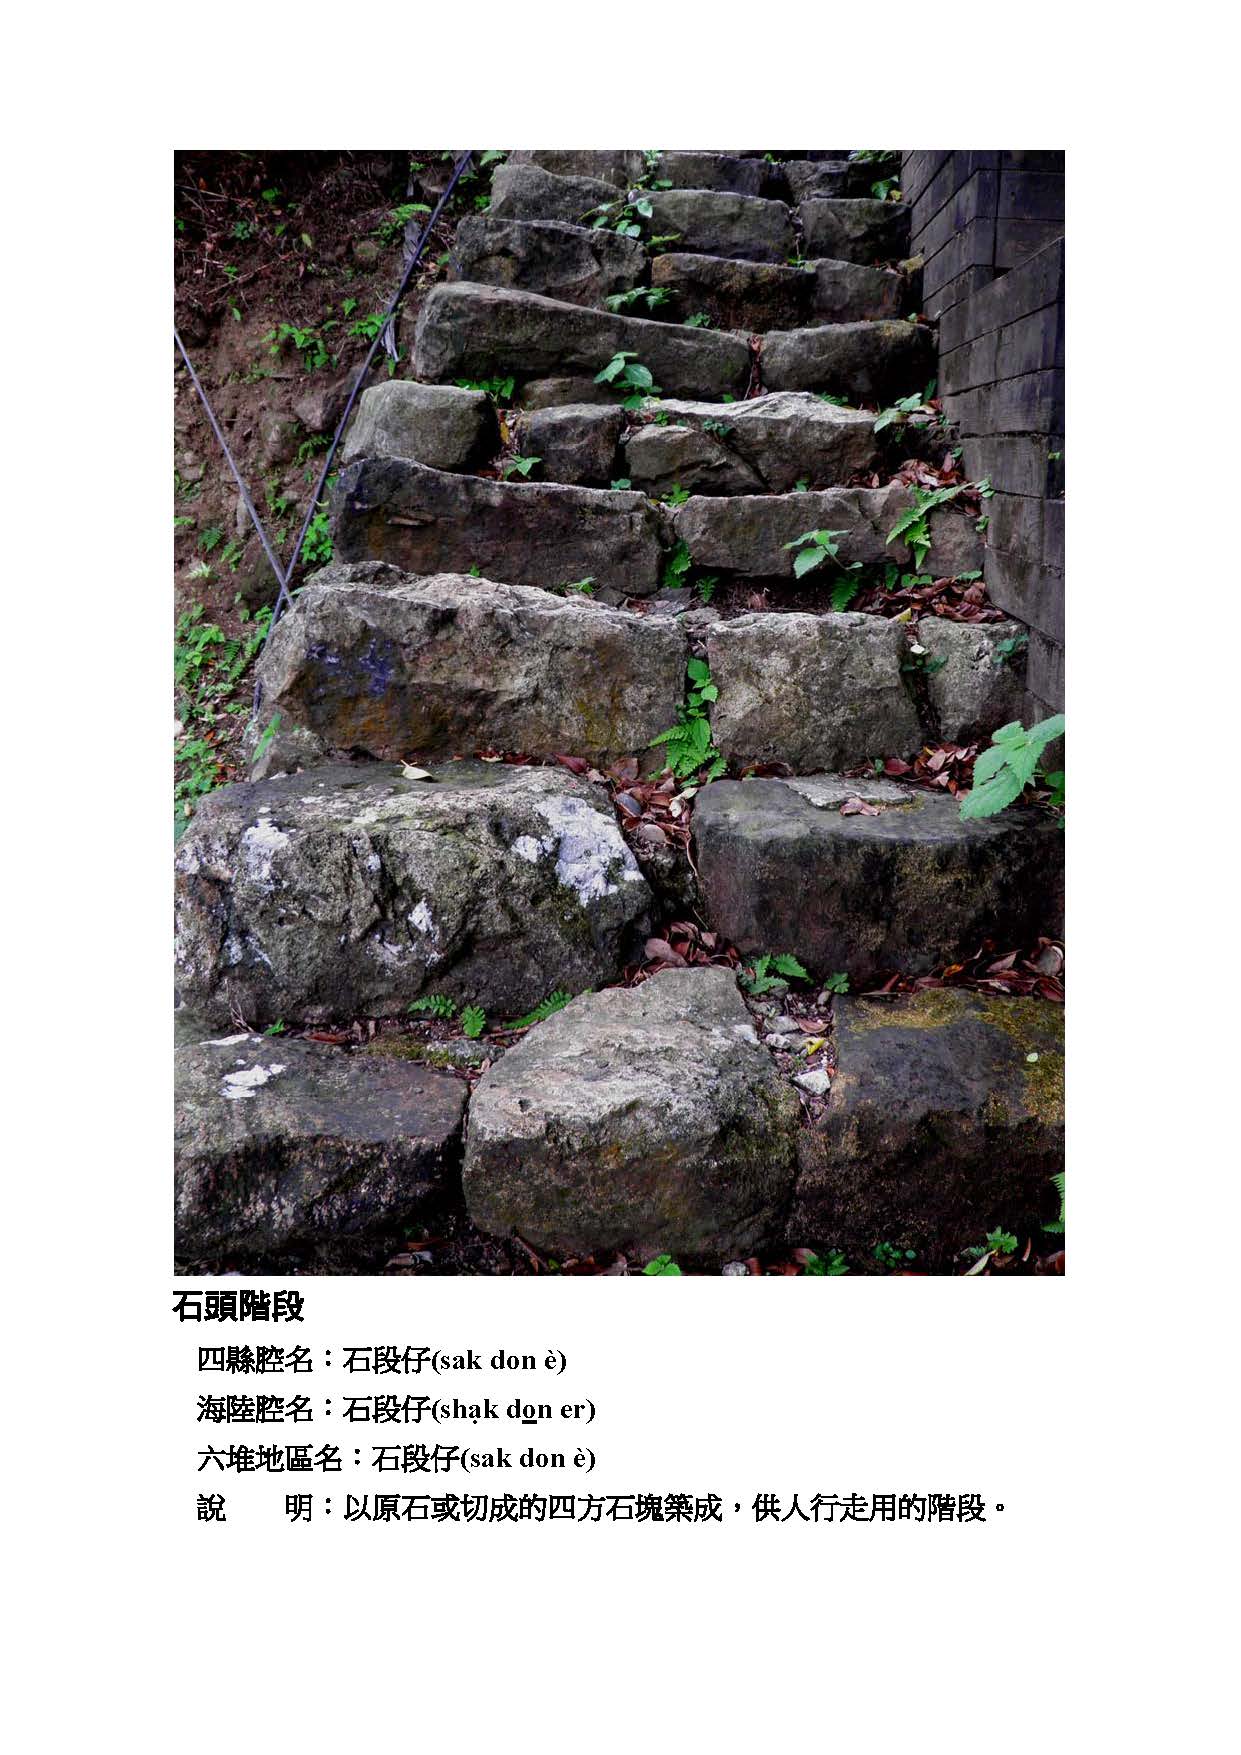 石頭階段
四縣腔名：石段仔(sak don è)
海陸腔名：石段仔(shạk do̲n er)
六堆地區名：石段仔(sak don è)
說　　明：以原石或切成的四方石塊築成，供人行走用的階段。